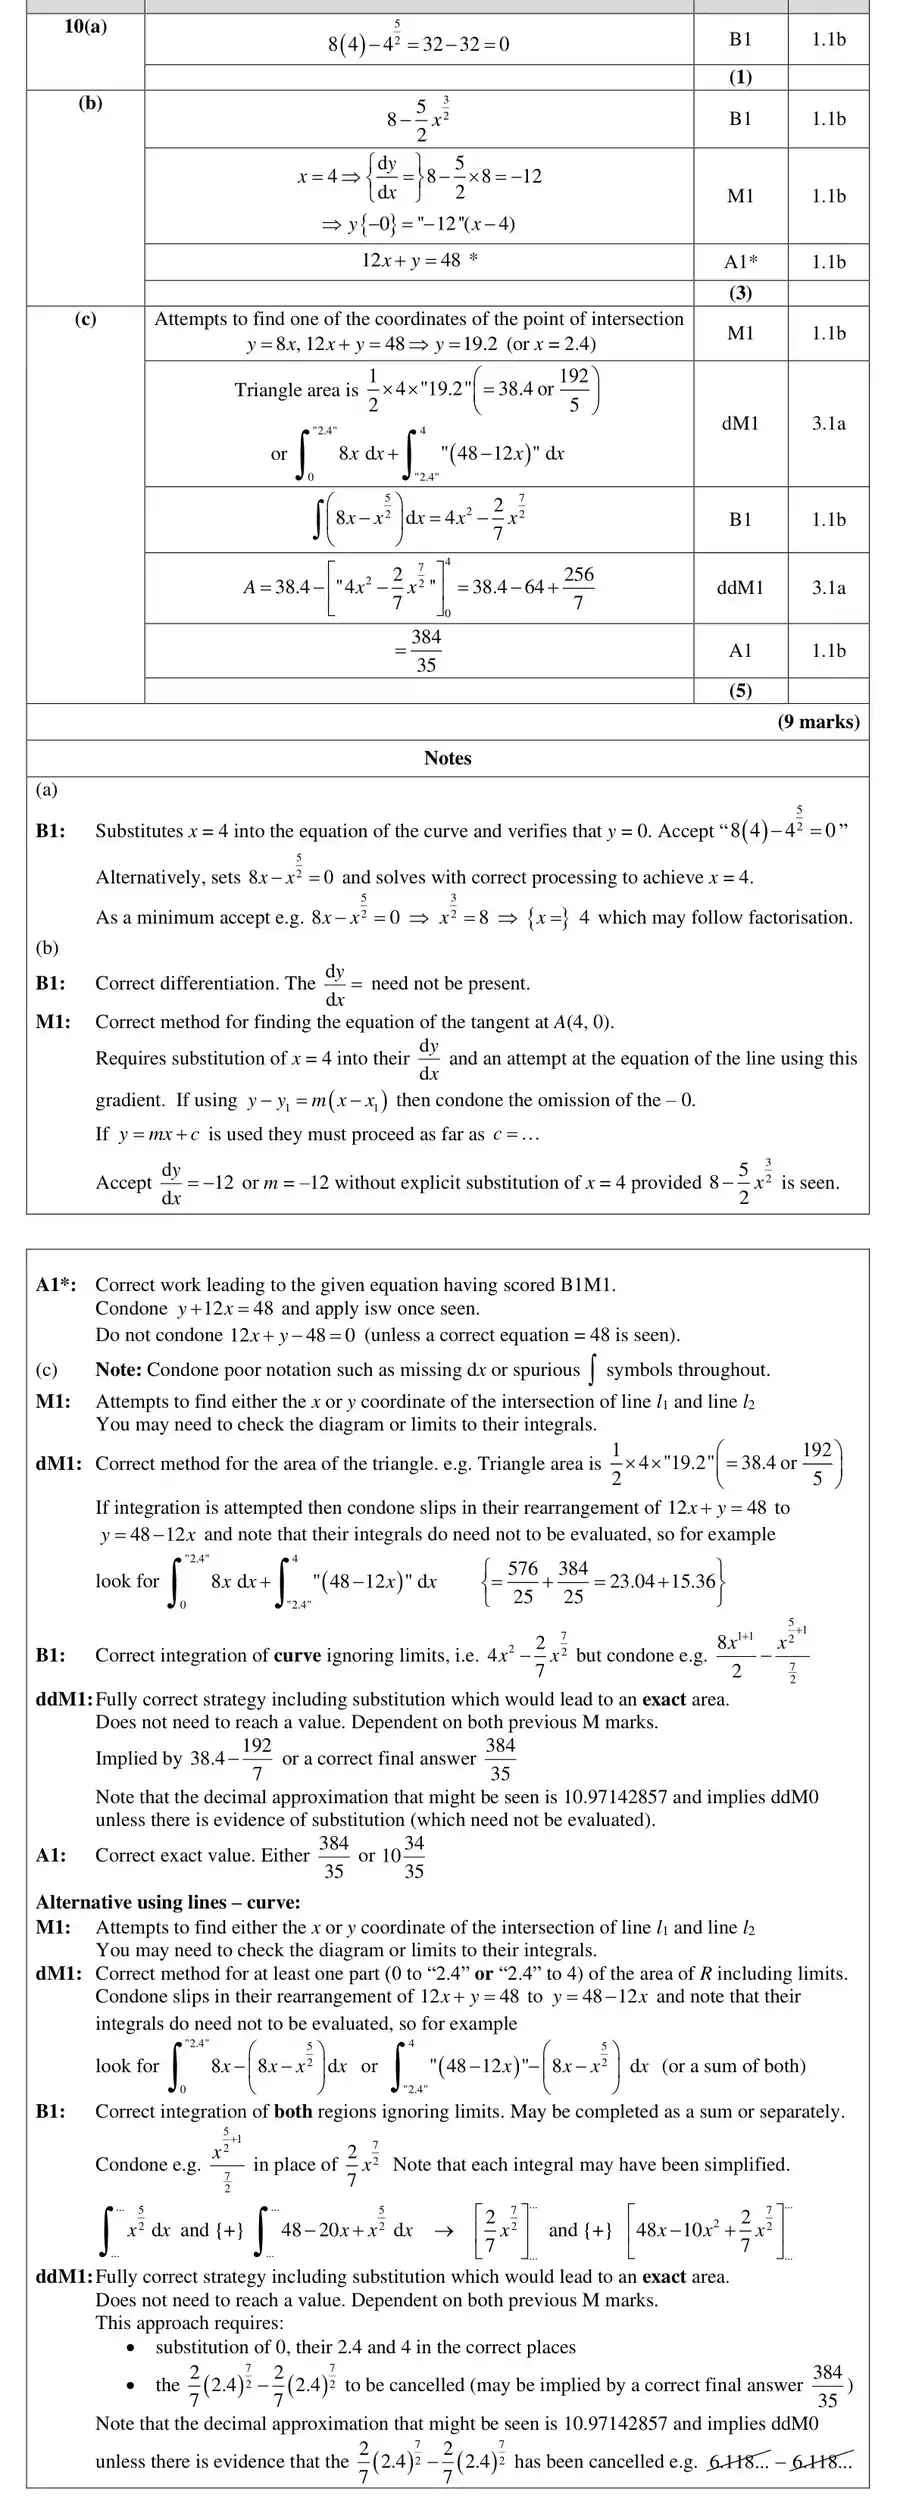 10(a) 8(4) − 4^(5/2) = 32 − 32 = 0 B1 1.1b
(1)
(b) 8 − 5/2 x^(3/2) B1 1.1b
x = 4 ⇒ {dy/dx =} 8 − 5/2 × 8 = −12
⇒ y{−0} = "−12"(x − 4) M1 1.1b
12x + y = 48 * A1* 1.1b
(3)
(c) Attempts to find one of the coordinates of the point of intersection
y = 8x, 12x + y = 48 ⇒ y = 19.2 (or x = 2.4) M1 1.1b
Triangle area is 1/2 × 4 × "19.2" (= 38.4 or 192/5)
or ∫_0^"2.4" 8x dx + ∫_"2.4"^4 "(48 − 12x)" dx dM1 3.1a
∫(8x − x^(5/2)) dx = 4x² − 2/7 x^(7/2) B1 1.1b
A = 38.4 − ["4x² − 2/7 x^(7/2)"]_0^4 = 38.4 − 64 + 256/7 ddM1 3.1a
= 384/35 A1 1.1b
(5)
(9 marks)
Notes
(a)
B1: Substitutes x = 4 into the equation of the curve and verifies that y = 0. Accept “8(4) − 4^(5/2) = 0”
Alternatively, sets 8x − x^(5/2) = 0 and solves with correct processing to achieve x = 4.
As a minimum accept e.g. 8x − x^(5/2) = 0 ⇒ x^(3/2) = 8 ⇒ {x =} 4 which may follow factorisation.
(b)
B1: Correct differentiation. The dy/dx = need not be present.
M1: Correct method for finding the equation of the tangent at A(4, 0).
Requires substitution of x = 4 into their dy/dx and an attempt at the equation of the line using this
gradient. If using y − y₁ = m(x − x₁) then condone the omission of the – 0.
If y = mx + c is used they must proceed as far as c = …
Accept dy/dx = −12 or m = –12 without explicit substitution of x = 4 provided 8 − 5/2 x^(3/2) is seen.
A1*: Correct work leading to the given equation having scored B1M1.
Condone y + 12x = 48 and apply isw once seen.
Do not condone 12x + y − 48 = 0 (unless a correct equation = 48 is seen).
(c) Note: Condone poor notation such as missing dx or spurious ∫ symbols throughout.
M1: Attempts to find either the x or y coordinate of the intersection of line l₁ and line l₂
You may need to check the diagram or limits to their integrals.
dM1: Correct method for the area of the triangle. e.g. Triangle area is 1/2 × 4 × "19.2" (= 38.4 or 192/5)
If integration is attempted then condone slips in their rearrangement of 12x + y = 48 to
y = 48 − 12x and note that their integrals do need not to be evaluated, so for example
look for ∫_0^"2.4" 8x dx + ∫_"2.4"^4 "(48 − 12x)" dx {= 576/25 + 384/25 = 23.04 + 15.36}
B1: Correct integration of curve ignoring limits, i.e. 4x² − 2/7 x^(7/2) but condone e.g. 8x^(1+1)/2 − x^(5/2+1)/(7/2)
ddM1: Fully correct strategy including substitution which would lead to an exact area.
Does not need to reach a value. Dependent on both previous M marks.
Implied by 38.4 − 192/7 or a correct final answer 384/35
Note that the decimal approximation that might be seen is 10.97142857 and implies ddM0
unless there is evidence of substitution (which need not be evaluated).
A1: Correct exact value. Either 384/35 or 10 34/35
Alternative using lines – curve:
M1: Attempts to find either the x or y coordinate of the intersection of line l₁ and line l₂
You may need to check the diagram or limits to their integrals.
dM1: Correct method for at least one part (0 to “2.4” or “2.4” to 4) of the area of R including limits.
Condone slips in their rearrangement of 12x + y = 48 to y = 48 − 12x and note that their
integrals do need not to be evaluated, so for example
look for ∫_0^"2.4" 8x − (8x − x^(5/2)) dx or ∫_"2.4"^4 "(48 − 12x)" − (8x − x^(5/2)) dx (or a sum of both)
B1: Correct integration of both regions ignoring limits. May be completed as a sum or separately.
Condone e.g. x^(5/2+1)/(7/2) in place of 2/7 x^(7/2) Note that each integral may have been simplified.
∫_…^… x^(5/2) dx and {+} ∫_…^… 48 − 20x + x^(5/2) dx → [2/7 x^(7/2)]_…^… and {+} [48x − 10x² + 2/7 x^(7/2)]_…^…
ddM1: Fully correct strategy including substitution which would lead to an exact area.
Does not need to reach a value. Dependent on both previous M marks.
This approach requires:
• substitution of 0, their 2.4 and 4 in the correct places
• the 2/7 (2.4)^(7/2) − 2/7 (2.4)^(7/2) to be cancelled (may be implied by a correct final answer 384/35)
Note that the decimal approximation that might be seen is 10.97142857 and implies ddM0
unless there is evidence that the 2/7 (2.4)^(7/2) − 2/7 (2.4)^(7/2) has been cancelled e.g. 6.118... − 6.118...